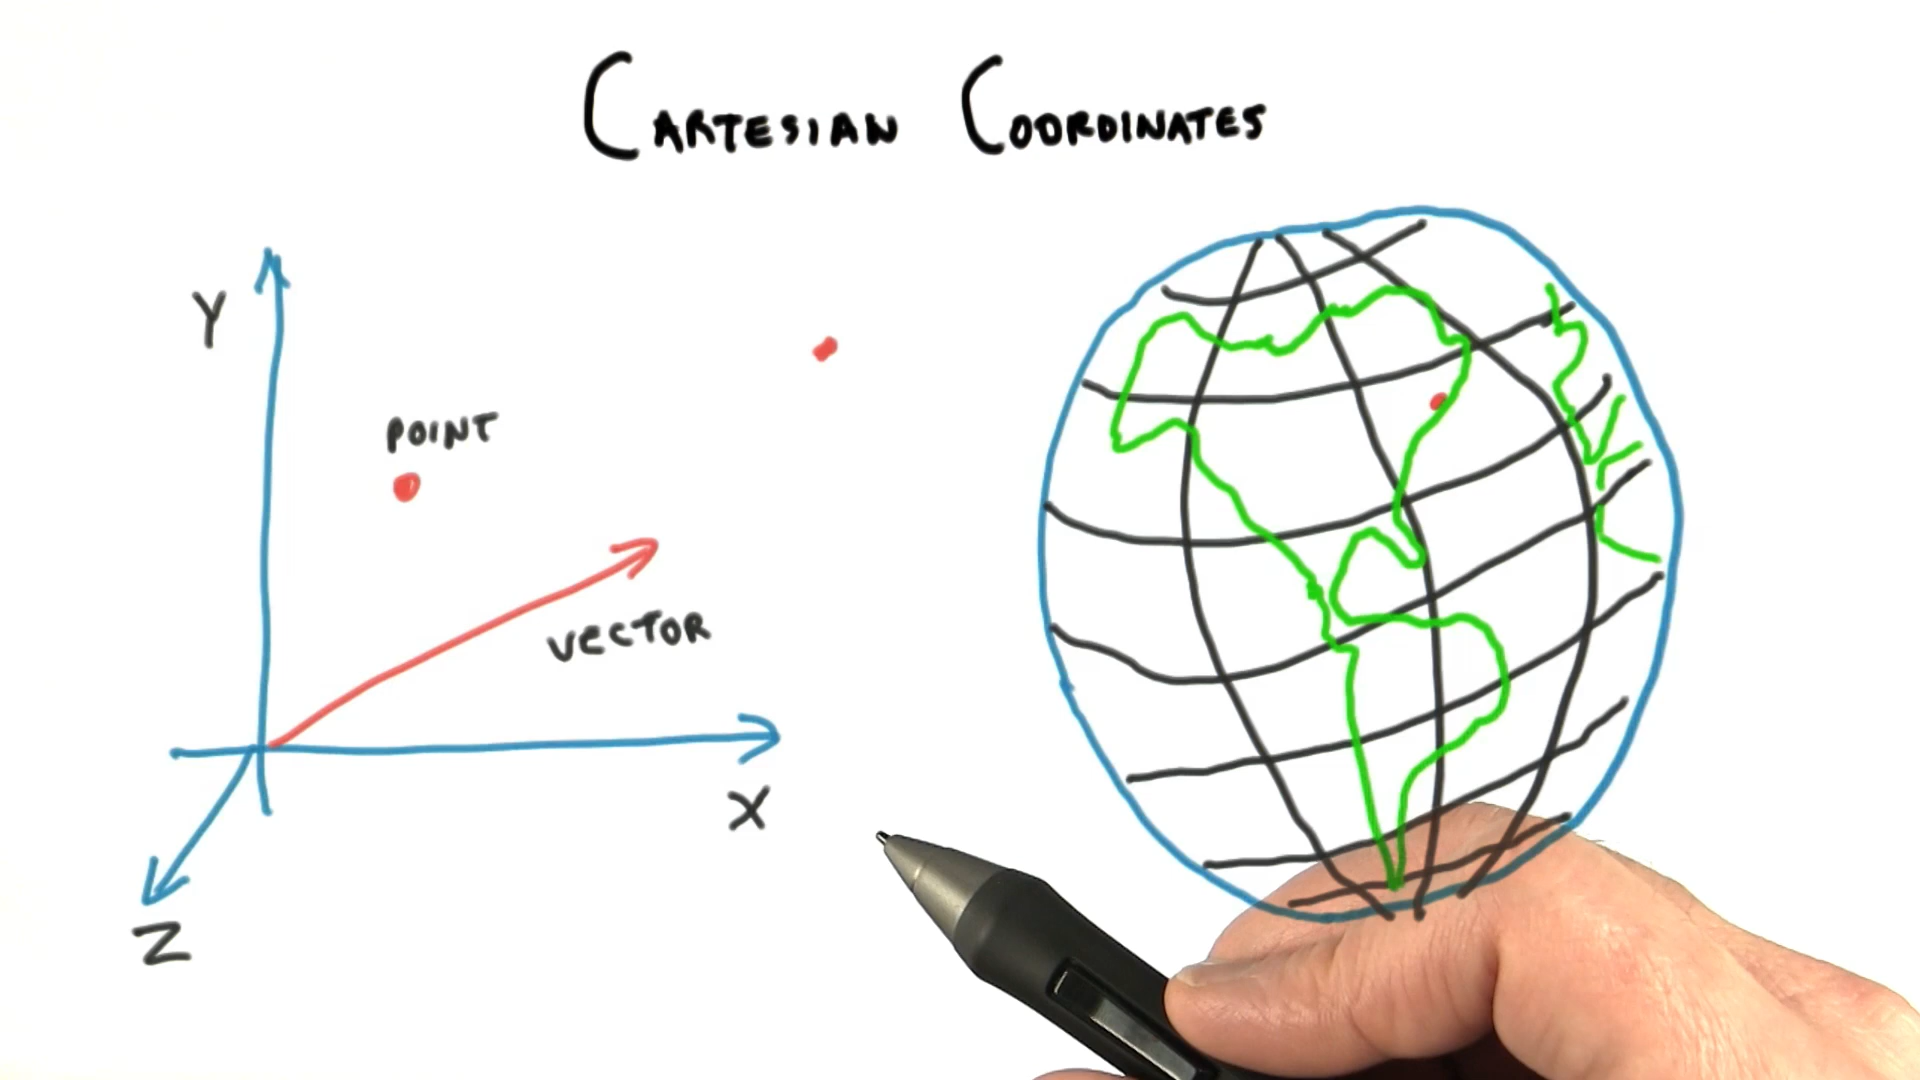 CARTESIAN COORDINATES
Y
POINT
VECTOR
X
Z